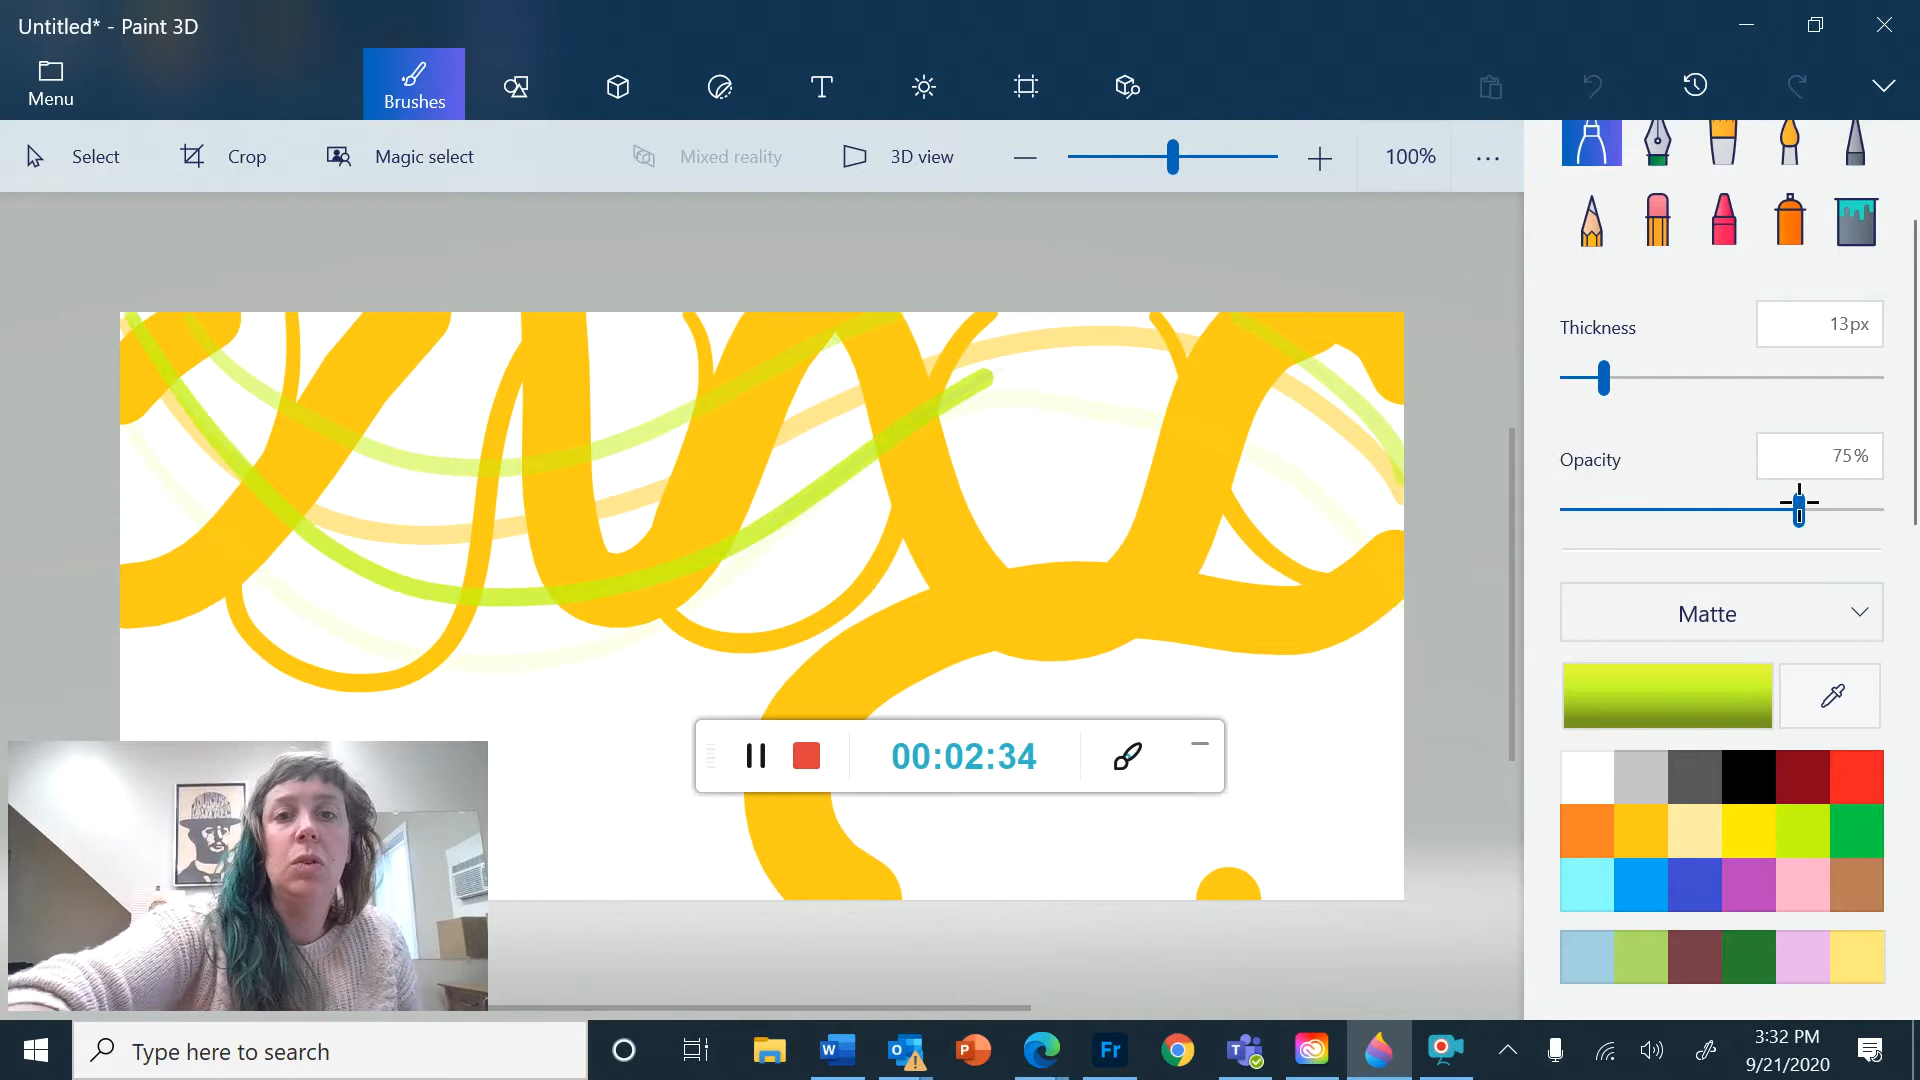 Untitled* - Paint 3D
Menu
Brushes
Select
Crop
Magic select
Mixed reality
3D view
100%
Thickness
13px
Opacity
75%
Matte
00:02:34
Type here to search
W
O
P
Fr
T
3:32 PM
9/21/2020